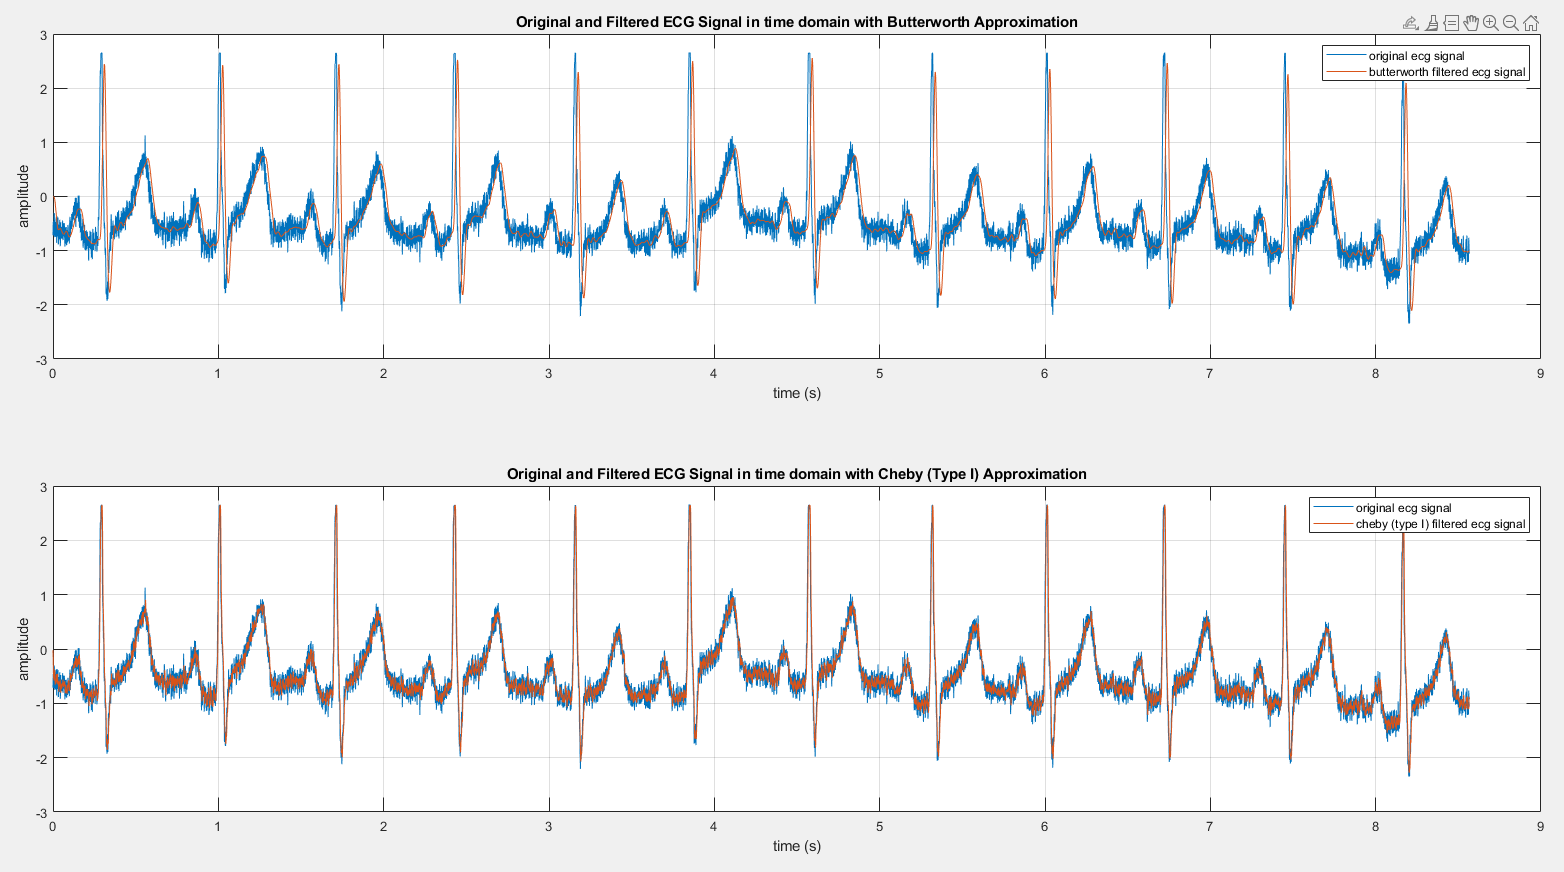 Original and Filtered ECG Signal in time domain with Butterworth Approximation
original ecg signal
butterworth filtered ecg signal
3
2
1
0
-1
-2
-3
amplitude
0 1 2 3 4 5 6 7 8 9
time (s)
Original and Filtered ECG Signal in time domain with Cheby (Type I) Approximation
original ecg signal
cheby (type I) filtered ecg signal
3
2
1
0
-1
-2
-3
amplitude
0 1 2 3 4 5 6 7 8 9
time (s)